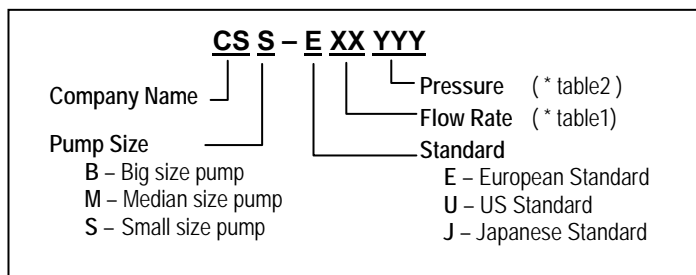 CS S – E XX YYY
Company Name
Pressure ( * table2 )
Flow Rate ( * table1)
Pump Size
Standard
B – Big size pump
M – Median size pump
S – Small size pump
E – European Standard
U – US Standard
J – Japanese Standard